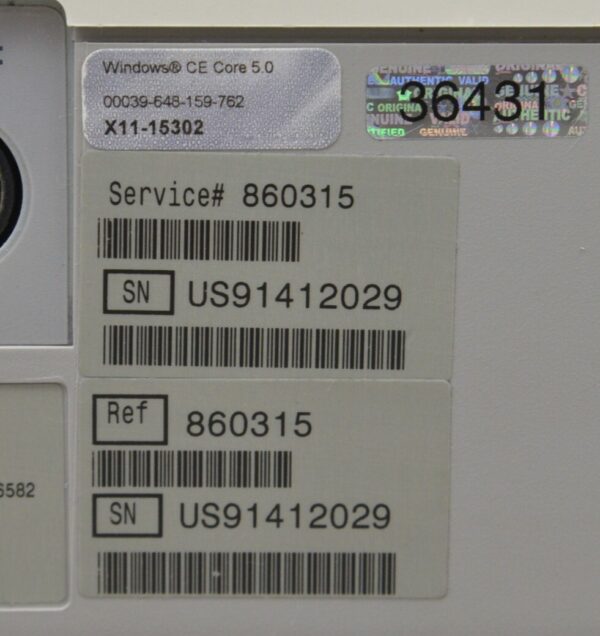 Windows® CE Core 5.0
00039-648-159-762
X11-15302
36431
Service# 860315
SN US91412029
Ref 860315
SN US91412029
6582